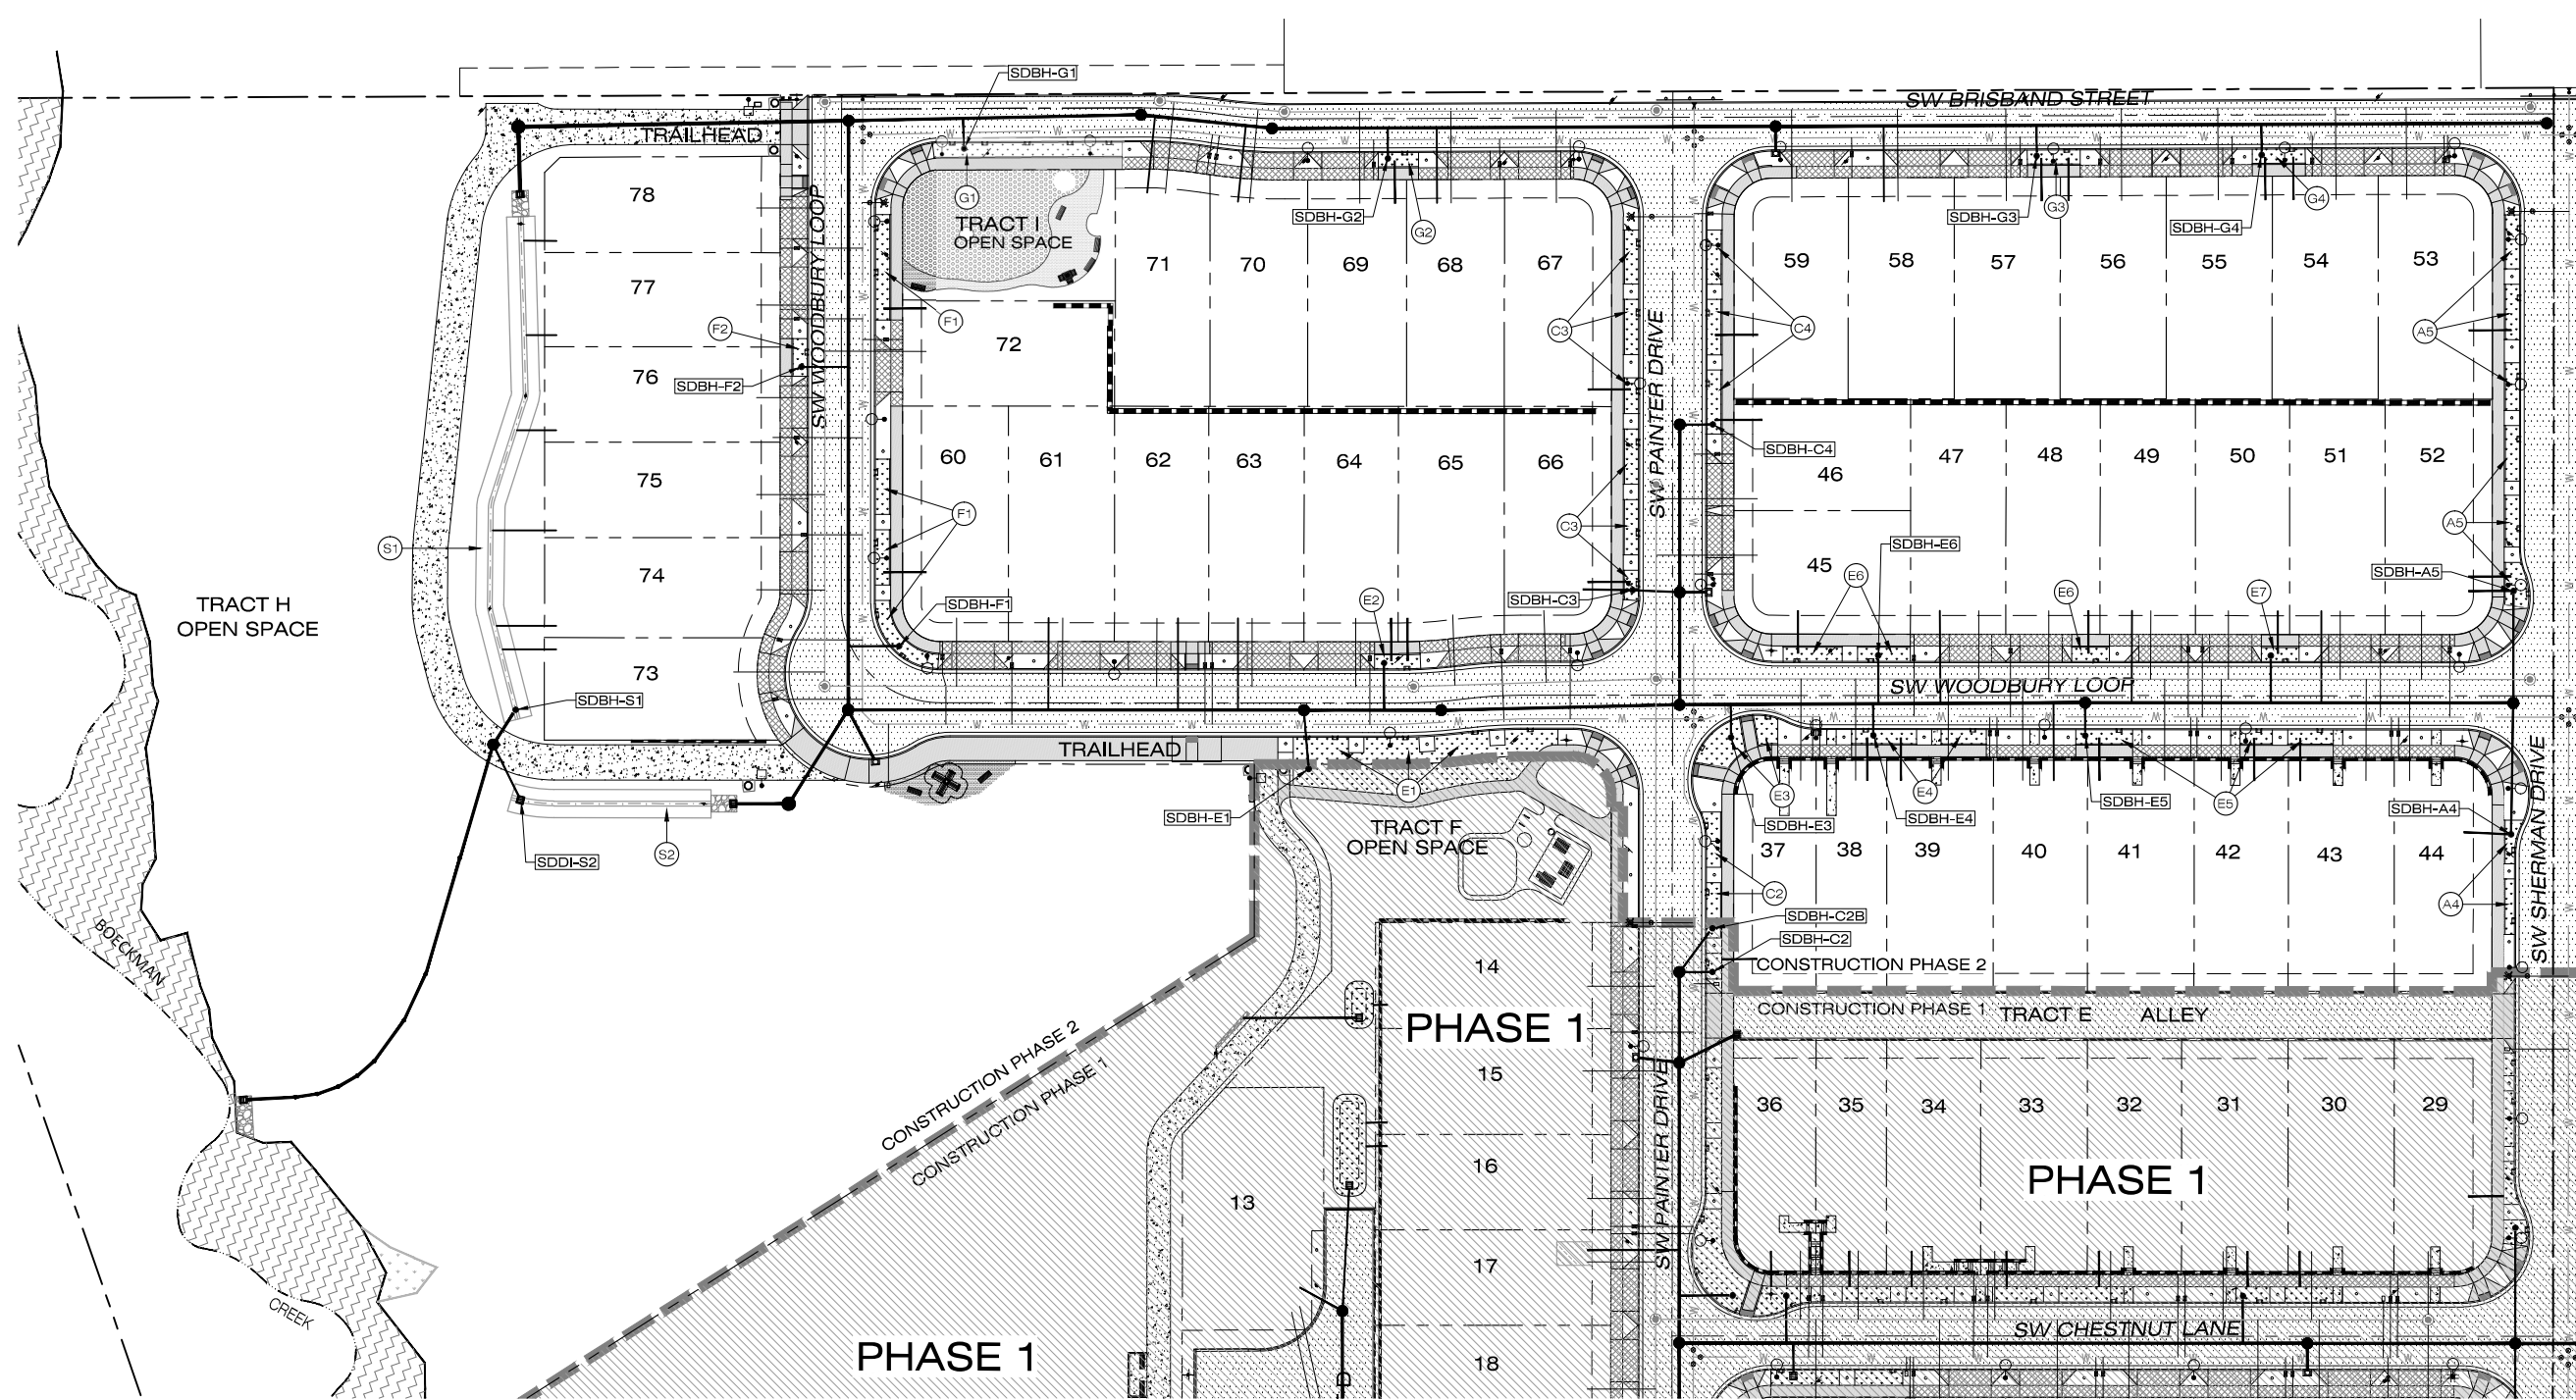 SDBH-G1
SW BRISBAND STREET
TRAILHEAD
78
G1
TRACT I
OPEN SPACE
SDBH-G2
G2
SDBH-G3
G3
SDBH-G4
G4
77
71
70
69
68
67
59
58
57
56
55
54
53
F2
F1
SW WOODBURY LOOP
C3
SW PAINTER DRIVE
C4
A5
76
SDBH-F2
72
75
60
61
62
63
64
65
66
SDBH-C4
46
47
48
49
50
51
52
S1
F1
C3
A5
SDBH-E6
74
45
E6
SDBH-A5
TRACT H
OPEN SPACE
SDBH-F1
E2
SDBH-C3
E6
E7
73
SDBH-S1
SW WOODBURY LOOP
TRAILHEAD
E1
E3
E4
SDBH-E5
E5
SDBH-A4
SDBH-E1
SDBH-E3
SDBH-E4
TRACT F
OPEN SPACE
SDDI-S2
S2
37
38
39
40
41
42
43
44
SW SHERMAN DRIVE
C2
A4
SDBH-C2B
SDBH-C2
BOECKMAN
14
CONSTRUCTION PHASE 2
CONSTRUCTION PHASE 1
TRACT E
ALLEY
PHASE 1
CONSTRUCTION PHASE 2
CONSTRUCTION PHASE 1
15
SW PAINTER DRIVE
36
35
34
33
32
31
30
29
16
13
PHASE 1
17
CREEK
SW CHESTNUT LANE
PHASE 1
18
D